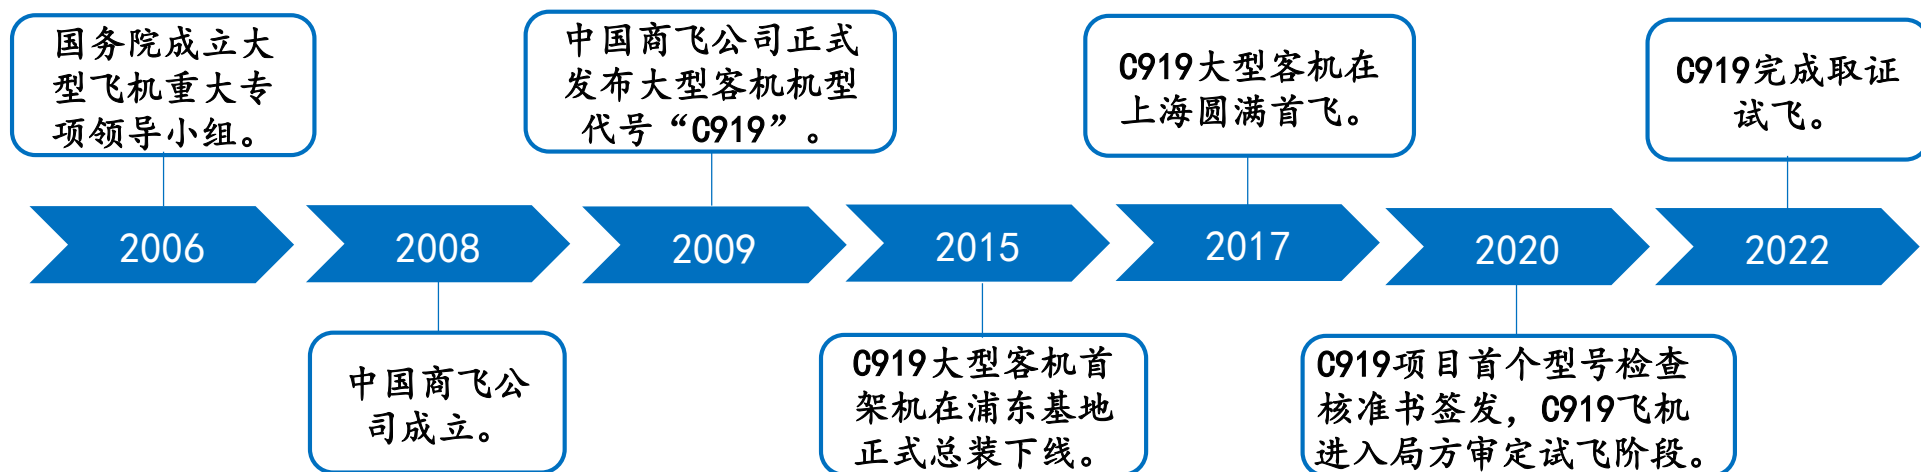 国务院成立大
型飞机重大专
项领导小组。
中国商飞公司正式
发布大型客机机型
代号“C919”。
C919大型客机在
上海圆满首飞。
C919完成取证
试飞。
2006
2008
2009
2015
2017
2020
2022
中国商飞公
司成立。
C919大型客机首
架机在浦东基地
正式总装下线。
C919项目首个型号检查
核准书签发，C919飞机
进入局方审定试飞阶段。